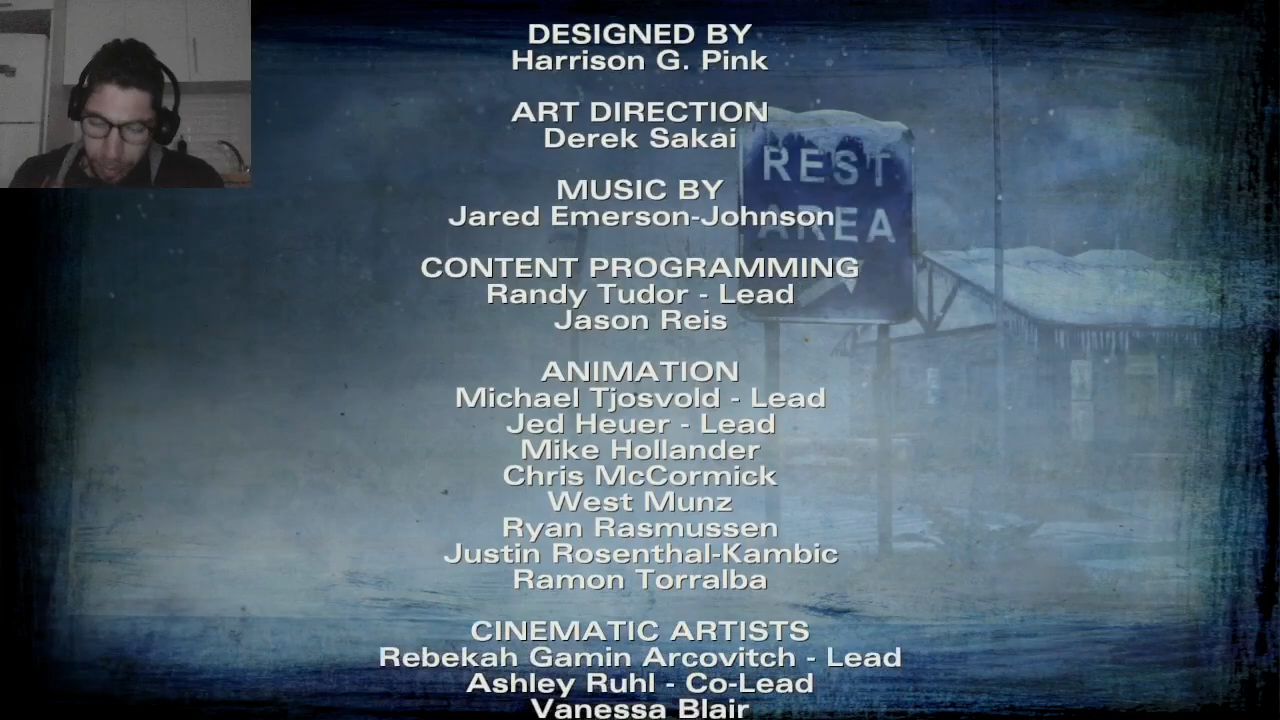 DESIGNED BY
Harrison G. Pink
ART DIRECTION
Derek Sakai
MUSIC BY
Jared Emerson-Johnson
CONTENT PROGRAMMING
Randy Tudor - Lead
Jason Reis
ANIMATION
Michael Tjosvold - Lead
Jed Heuer - Lead
Mike Hollander
Chris McCormick
West Munz
Ryan Rasmussen
Justin Rosenthal-Kambic
Ramon Torralba
CINEMATIC ARTISTS
Rebekah Gamin Arcovitch - Lead
Ashley Ruhl - Co-Lead
Vanessa Blair
REST
AREA